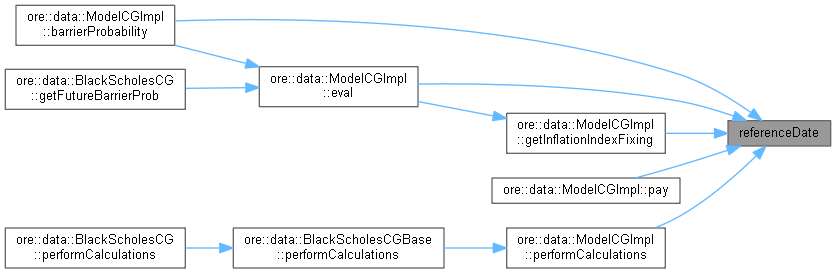 ore::data::ModelCGImpl
::barrierProbability
ore::data::BlackScholesCG
::getFutureBarrierProb
ore::data::ModelCGImpl
::eval
ore::data::ModelCGImpl
::getInflationIndexFixing
referenceDate
ore::data::ModelCGImpl::pay
ore::data::BlackScholesCG
::performCalculations
ore::data::BlackScholesCGBase
::performCalculations
ore::data::ModelCGImpl
::performCalculations